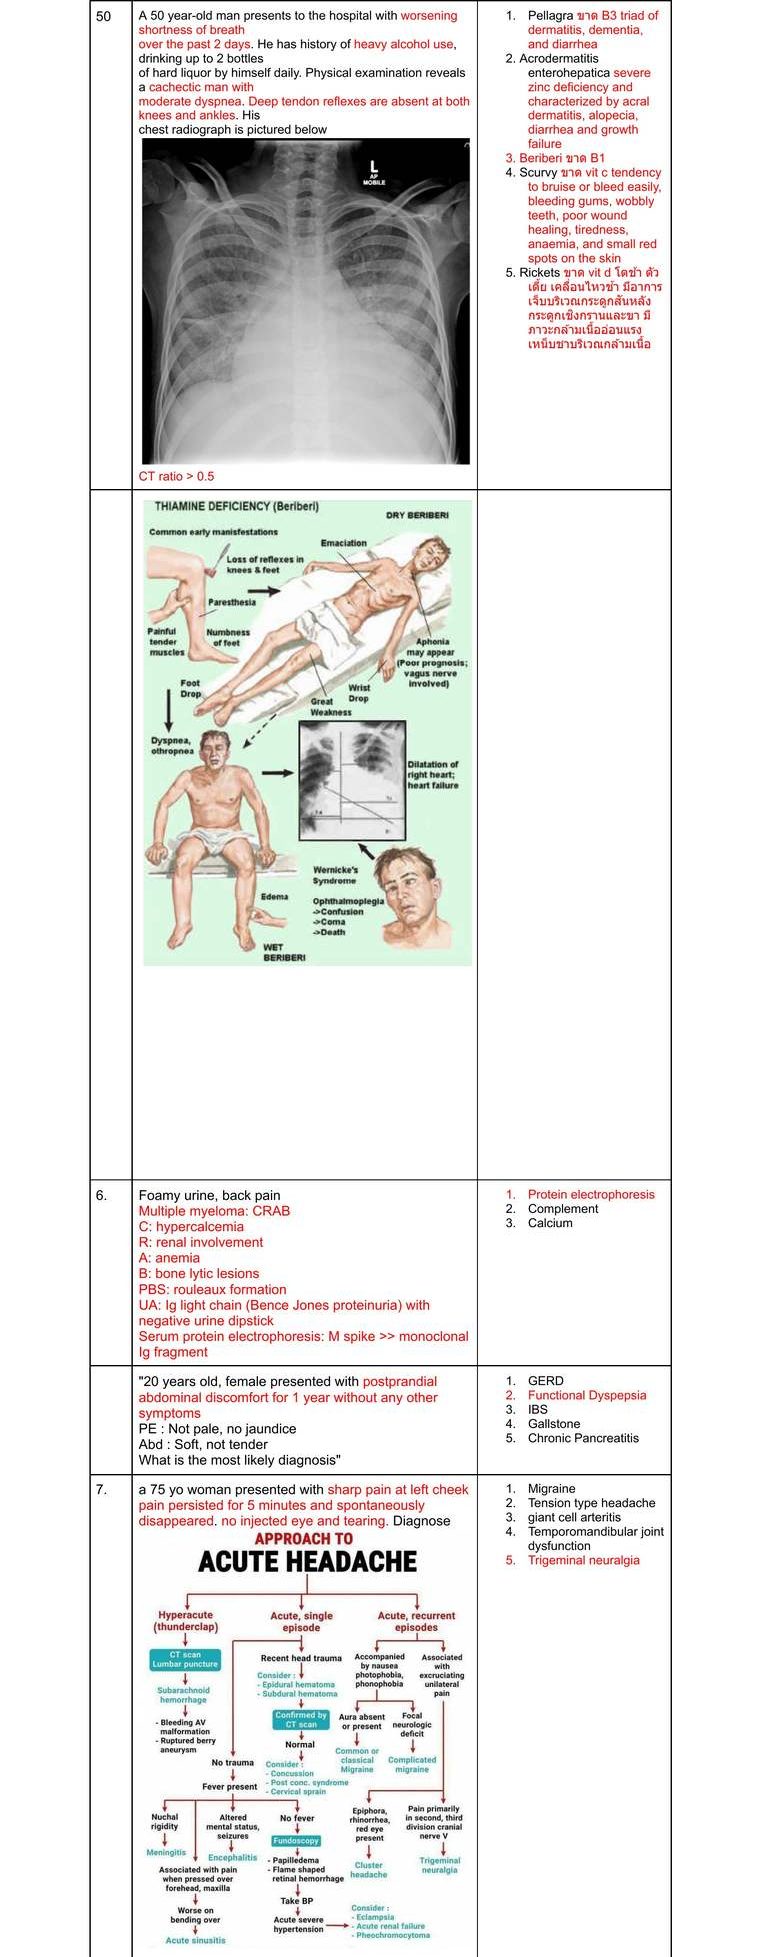 50
A 50 year-old man presents to the hospital with worsening
shortness of breath
over the past 2 days. He has history of heavy alcohol use,
drinking up to 2 bottles
of hard liquor by himself daily. Physical examination reveals
a cachectic man with
moderate dyspnea. Deep tendon reflexes are absent at both
knees and ankles. His
chest radiograph is pictured below
L
AP
MOBILE
CT ratio > 0.5
1. Pellagra ขาด B3 triad of
dermatitis, dementia,
and diarrhea
2. Acrodermatitis
enterohepatica severe
zinc deficiency and
characterized by acral
dermatitis, alopecia,
diarrhea and growth
failure
3. Beriberi ขาด B1
4. Scurvy ขาด vit c tendency
to bruise or bleed easily,
bleeding gums, wobbly
teeth, poor wound
healing, tiredness,
anaemia, and small red
spots on the skin
5. Rickets ขาด vit d โตช้า ตัว
เตี้ย เคลื่อนไหวช้า มีอาการ
เจ็บบริเวณกระดูกสันหลัง
กระดูกเชิงกรานและขา มี
ภาวะกล้ามเนื้ออ่อนแรง
เหน็บชาบริเวณกล้ามเนื้อ
THIAMINE DEFICIENCY (Beriberi)
DRY BERIBERI
Common early manisfestations
Emaciation
Loss of reflexes in
knees & feet
Paresthesia
Painful
tender
muscles
Numbness
of feet
Aphonia
may appear
(Poor prognosis;
vagus nerve
involved)
Foot
Drop
Wrist
Drop
Great
Weakness
Dyspnea,
othropnea
Dilatation of
right heart;
heart failure
Wernicke's
Syndrome
Ophthalmoplegia
->Confusion
->Coma
->Death
Edema
WET
BERIBERI
6.
Foamy urine, back pain
Multiple myeloma: CRAB
C: hypercalcemia
R: renal involvement
A: anemia
B: bone lytic lesions
PBS: rouleaux formation
UA: Ig light chain (Bence Jones proteinuria) with
negative urine dipstick
Serum protein electrophoresis: M spike >> monoclonal
Ig fragment
1. Protein electrophoresis
2. Complement
3. Calcium
"20 years old, female presented with postprandial
abdominal discomfort for 1 year without any other
symptoms
PE : Not pale, no jaundice
Abd : Soft, not tender
What is the most likely diagnosis"
1. GERD
2. Functional Dyspepsia
3. IBS
4. Gallstone
5. Chronic Pancreatitis
7.
a 75 yo woman presented with sharp pain at left cheek
pain persisted for 5 minutes and spontaneously
disappeared. no injected eye and tearing. Diagnose
1. Migraine
2. Tension type headache
3. giant cell arteritis
4. Temporomandibular joint
dysfunction
5. Trigeminal neuralgia
APPROACH TO
ACUTE HEADACHE
Hyperacute
(thunderclap)
CT scan
Lumbar puncture
Subarachnoid
hemorrhage
- Bleeding AV
malformation
- Ruptured berry
aneurysm
Acute, single
episode
Recent head trauma
Consider :
- Epidural hematoma
- Subdural hematoma
Confirmed by
CT scan
Normal
Consider :
- Concussion
- Post conc. syndrome
- Cervical sprain
No trauma
Fever present
Nuchal
rigidity
Meningitis
Associated with pain
when pressed over
forehead, maxilla
Worse on
bending over
Acute sinusitis
Altered
mental status,
seizures
Encephalitis
No fever
Fundoscopy
- Papilledema
- Flame shaped
retinal hemorrhage
Take BP
Acute severe
hypertension
Consider :
- Eclampsia
- Acute renal failure
- Pheochromocytoma
Acute, recurrent
episodes
Accompanied
by nausea
photophobia,
phonophobia
Aura absent
or present
Common or
classical
Migraine
Focal
neurologic
deficit
Complicated
migraine
Associated
with
excruciating
unilateral
pain
Epiphora,
rhinorrhea,
red eye
present
Cluster
headache
Pain primarily
in second, third
division cranial
nerve V
Trigeminal
neuralgia